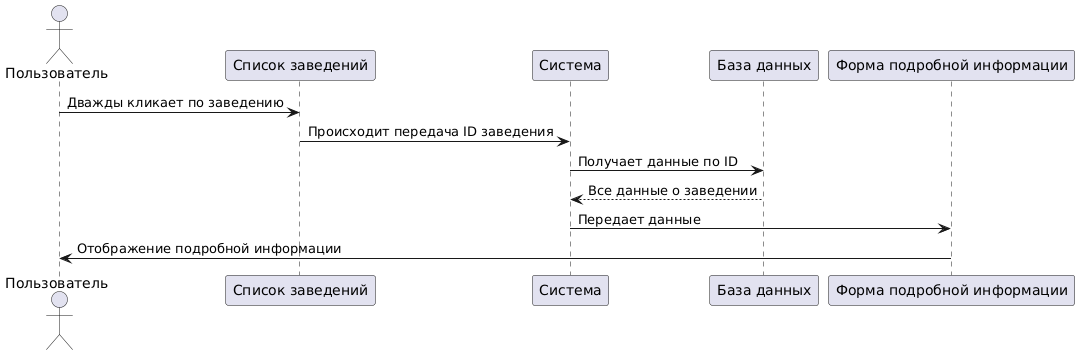 Пользователь
Список заведений
Система
База данных
Форма подробной информации
Дважды кликает по заведению
Происходит передача ID заведения
Получает данные по ID
Все данные о заведении
Передает данные
Отображение подробной информации
Пользователь
Список заведений
Система
База данных
Форма подробной информации